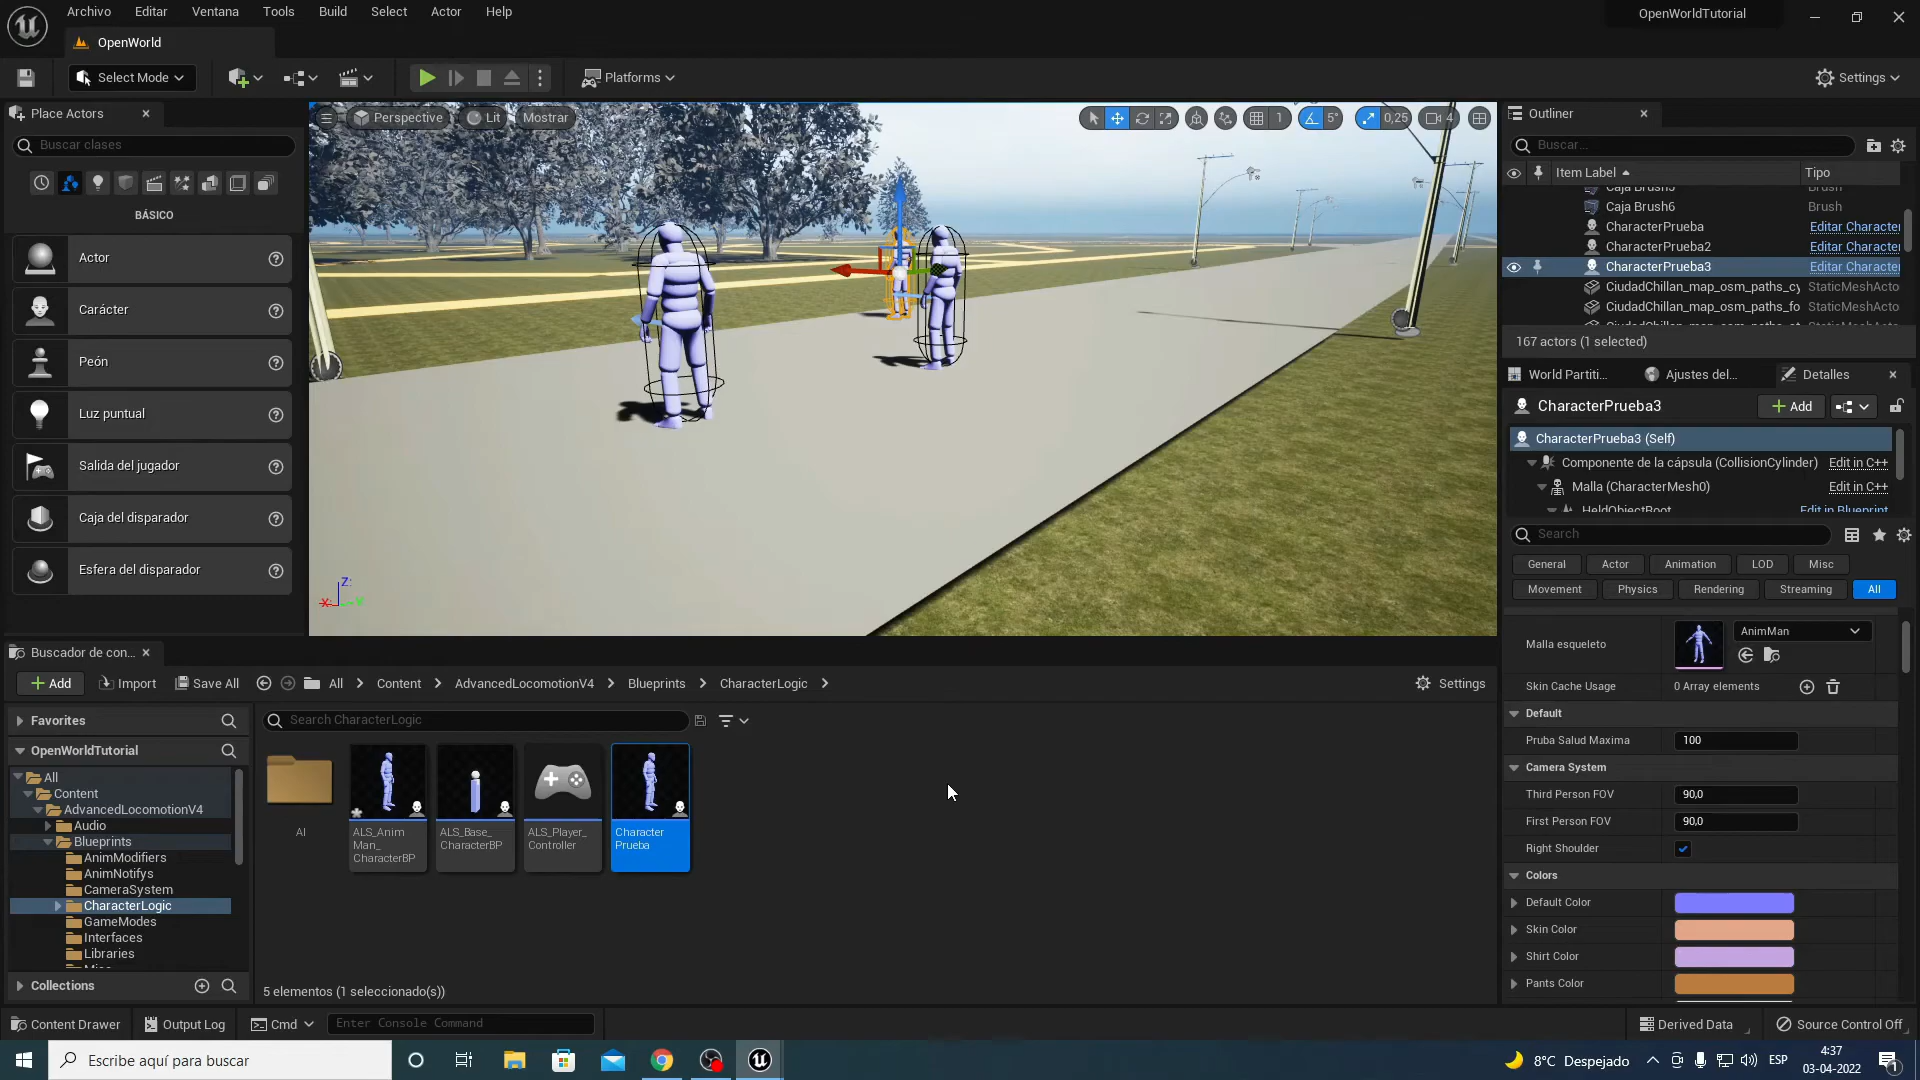 Archivo Editar Ventana Tools Build Select Actor Help
OpenWorldTutorial
OpenWorld
Select Mode
Platforms
Settings
Place Actors
Buscar clases
BÁSICO
Actor
Carácter
Peón
Luz puntual
Salida del jugador
Caja del disparador
Esfera del disparador
Perspective Lit Mostrar
1 5° 0,25 4
Z:
Outliner
Buscar...
Item Label Tipo
Caja Brush5 Brush
Caja Brush6 Brush
CharacterPrueba Editar Character
CharacterPrueba2 Editar Character
CharacterPrueba3 Editar Character
CiudadChillan_map_osm_paths_cy StaticMeshActo
CiudadChillan_map_osm_paths_fo StaticMeshActo
167 actors (1 selected)
World Partiti... Ajustes del... Detalles
CharacterPrueba3 Add
CharacterPrueba3 (Self)
Componente de la cápsula (CollisionCylinder) Edit in C++
Malla (CharacterMesh0) Edit in C++
HeldObjectRoot Edit in Blueprint
Search
General Actor Animation LOD Misc
Movement Physics Rendering Streaming All
Malla esqueleto AnimMan
Skin Cache Usage 0 Array elements
Default
Pruba Salud Maxima 100
Camera System
Third Person FOV 90,0
First Person FOV 90,0
Right Shoulder
Colors
Default Color
Skin Color
Shirt Color
Pants Color
Buscador de con...
Add Import Save All All Content AdvancedLocomotionV4 Blueprints CharacterLogic Settings
Favorites
Search CharacterLogic
OpenWorldTutorial
All
Content
AdvancedLocomotionV4
Audio
Blueprints
AnimModifiers
AnimNotifys
CameraSystem
CharacterLogic
GameModes
Interfaces
Libraries
Collections
AI
ALS_Anim
Man_
CharacterBP
ALS_Base_
CharacterBP
ALS_Player_
Controller
Character
Prueba
5 elementos (1 seleccionado(s))
Content Drawer Output Log Cmd Enter Console Command Derived Data Source Control Off
Escribe aquí para buscar
8°C Despejado ESP
4:37
03-04-2022
1